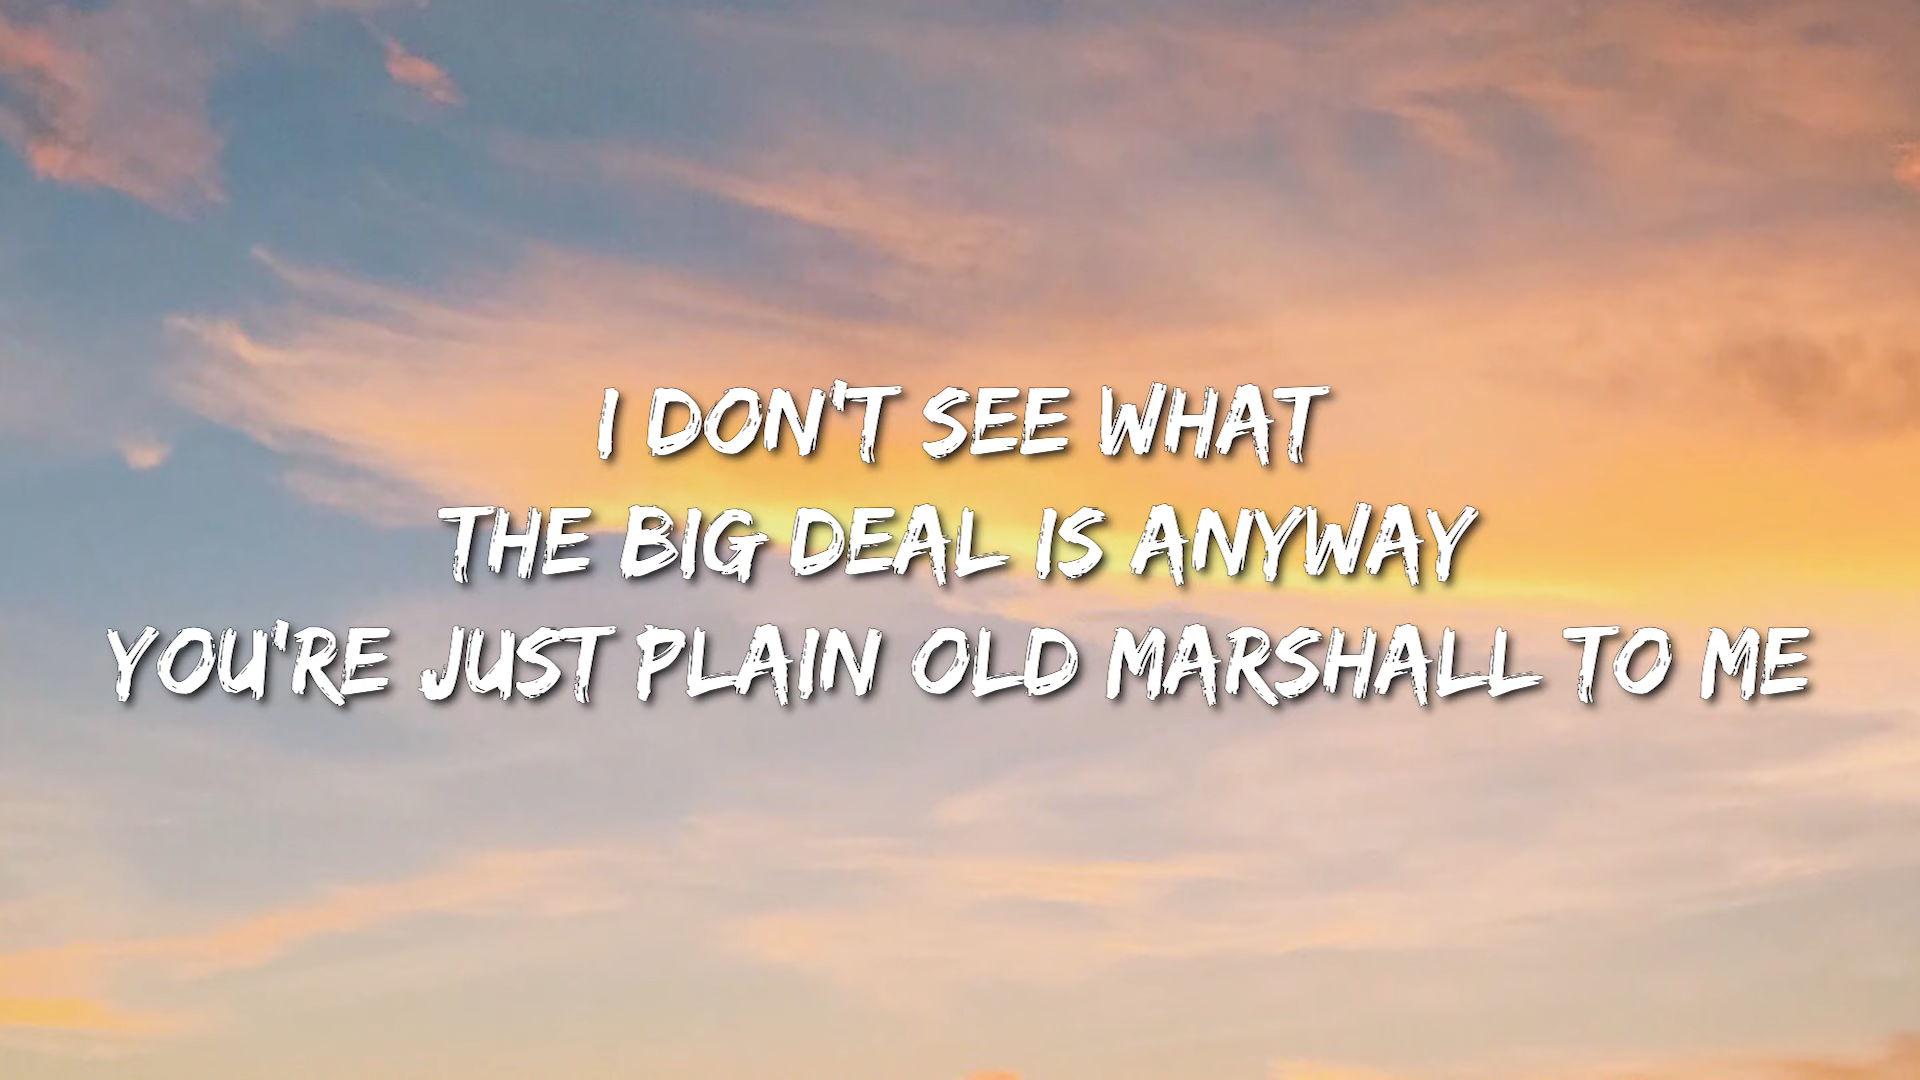 I DON'T SEE WHAT
THE BIG DEAL IS ANYWAY
YOU'RE JUST PLAIN OLD MARSHALL TO ME